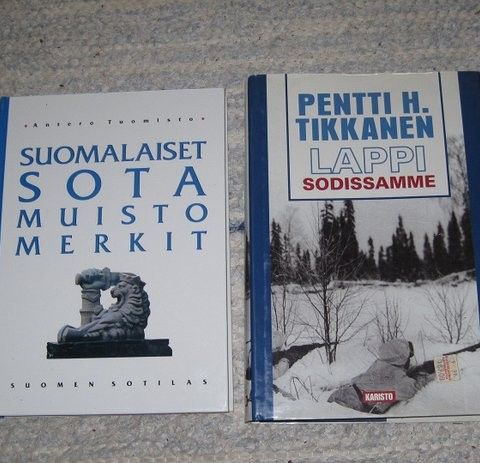 Antero Tuomisto
SUOMALAISET
SOTA
MUISTO
MERKIT
SUOMEN SOTILAS
PENTTI H.
TIKKANEN
LAPPI
SODISSAMME
KARISTO